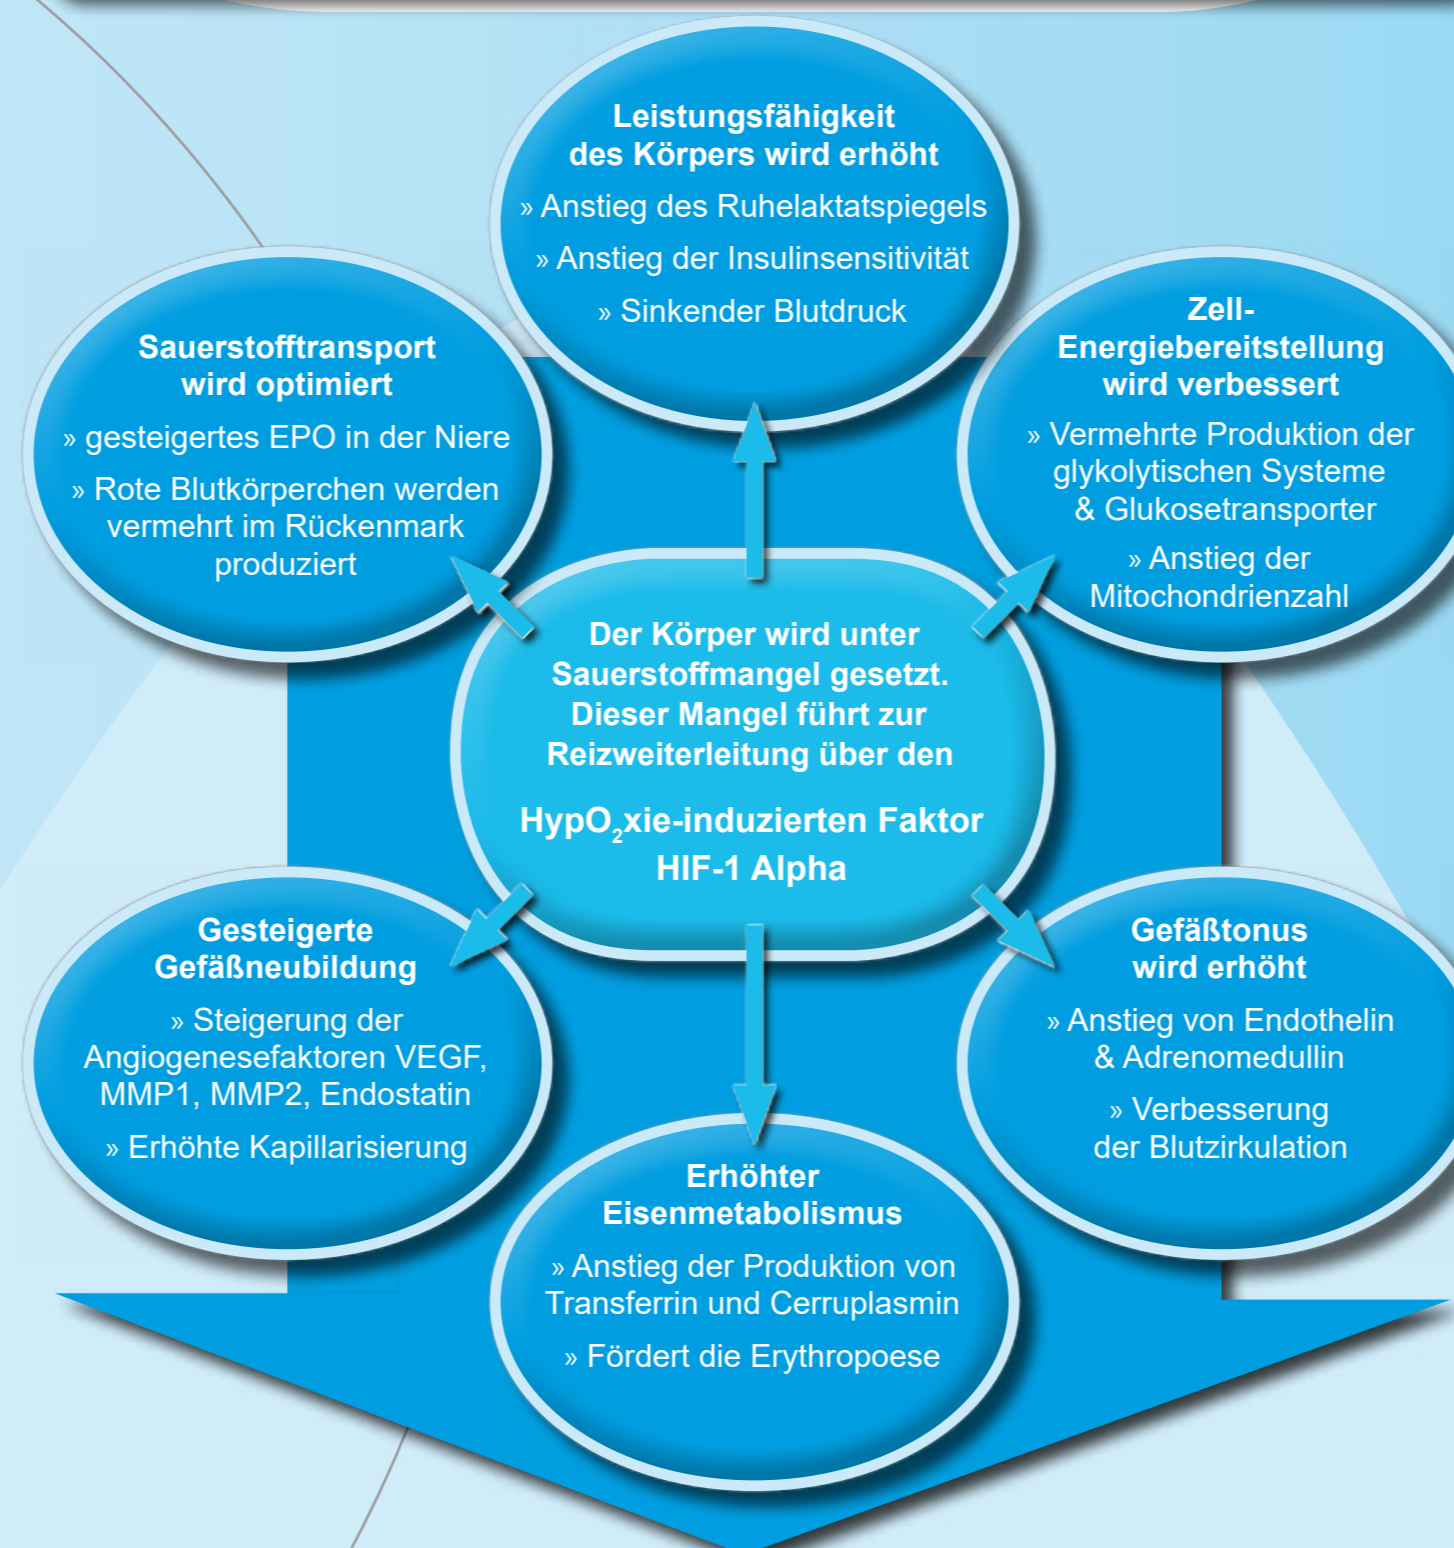 Leistungsfähigkeit
des Körpers wird erhöht
» Anstieg des Ruhelaktatspiegels
» Anstieg der Insulinsensitivität
» Sinkender Blutdruck
Sauerstofftransport
wird optimiert
» gesteigertes EPO in der Niere
» Rote Blutkörperchen werden
vermehrt im Rückenmark
produziert
Zell-
Energiebereitstellung
wird verbessert
» Vermehrte Produktion der
glykolytischen Systeme
& Glukosetransporter
» Anstieg der
Mitochondrienzahl
Der Körper wird unter
Sauerstoffmangel gesetzt.
Dieser Mangel führt zur
Reizweiterleitung über den
HypO₂xie-induzierten Faktor
HIF-1 Alpha
Gesteigerte
Gefäßneubildung
» Steigerung der
Angiogenesefaktoren VEGF,
MMP1, MMP2, Endostatin
» Erhöhte Kapillarisierung
Gefäßtonus
wird erhöht
» Anstieg von Endothelin
& Adrenomedullin
» Verbesserung
der Blutzirkulation
Erhöhter
Eisenmetabolismus
» Anstieg der Produktion von
Transferrin und Cerruplasmin
» Fördert die Erythropoese